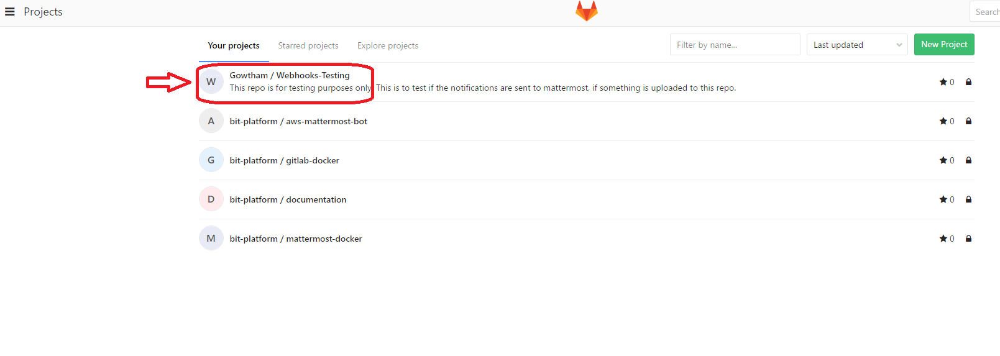 Projects
Search
Your projects
Starred projects
Explore projects
Filter by name...
Last updated
New Project
W
Gowtham / Webhooks-Testing
This repo is for testing purposes only. This is to test if the notifications are sent to mattermost, if something is uploaded to this repo.
0
A
bit-platform / aws-mattermost-bot
0
G
bit-platform / gitlab-docker
0
D
bit-platform / documentation
0
M
bit-platform / mattermost-docker
0